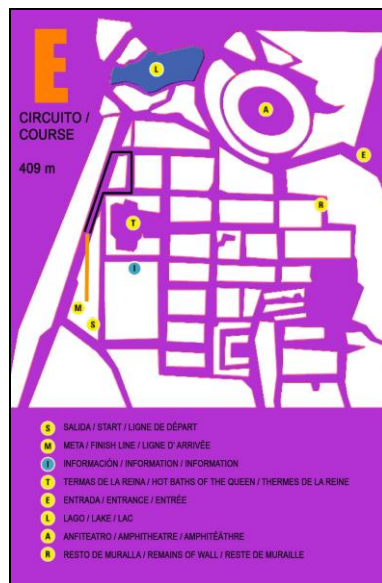 E
CIRCUITO /
COURSE
409 m
L
A
E
R
T
I
M
S
S SALIDA / START / LIGNE DE DÉPART
M META / FINISH LINE / LIGNE D' ARRIVÉE
I INFORMACIÓN / INFORMATION / INFORMATION
T TERMAS DE LA REINA / HOT BATHS OF THE QUEEN / THERMES DE LA REINE
E ENTRADA / ENTRANCE / ENTRÉE
L LAGO / LAKE / LAC
A ANFITEATRO / AMPHITHEATRE / AMPHITÉÂTHRE
R RESTO DE MURALLA / REMAINS OF WALL / RESTE DE MURAILLE